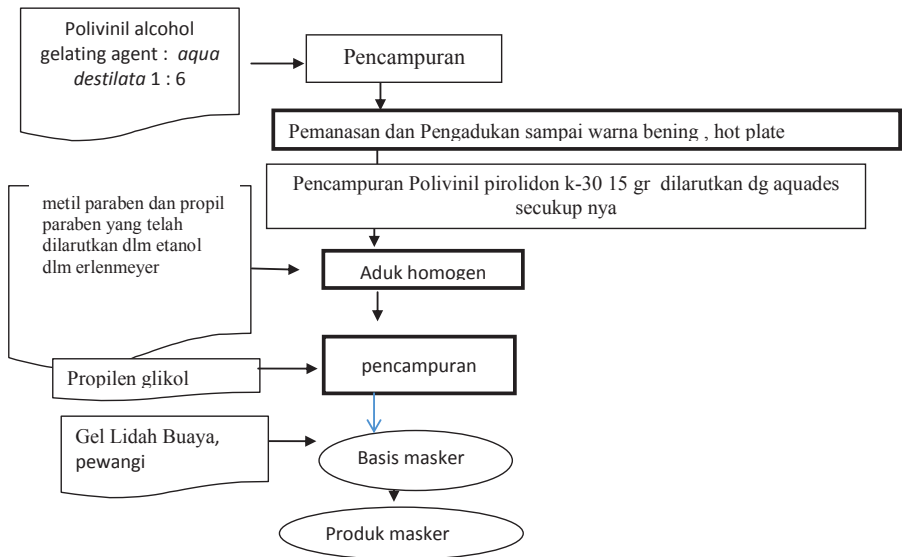 Polivinil alcohol
gelating agent : aqua
destilata 1 : 6
Pencampuran
Pemanasan dan Pengadukan sampai warna bening , hot plate
Pencampuran Polivinil pirolidon k-30 15 gr dilarutkan dg aquades
secukup nya
metil paraben dan propil
paraben yang telah
dilarutkan dlm etanol
dlm erlenmeyer
Aduk homogen
pencampuran
Propilen glikol
Gel Lidah Buaya,
pewangi
Basis masker
Produk masker